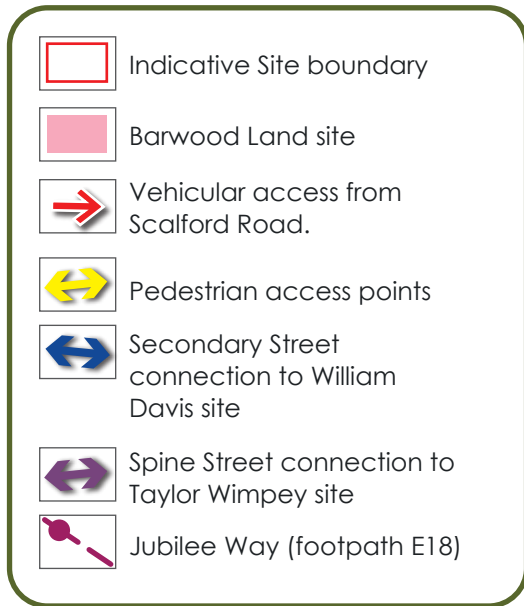 Indicative Site boundary
Barwood Land site
Vehicular access from
Scalford Road.
Pedestrian access points
Secondary Street
connection to William
Davis site
Spine Street connection to
Taylor Wimpey site
Jubilee Way (footpath E18)